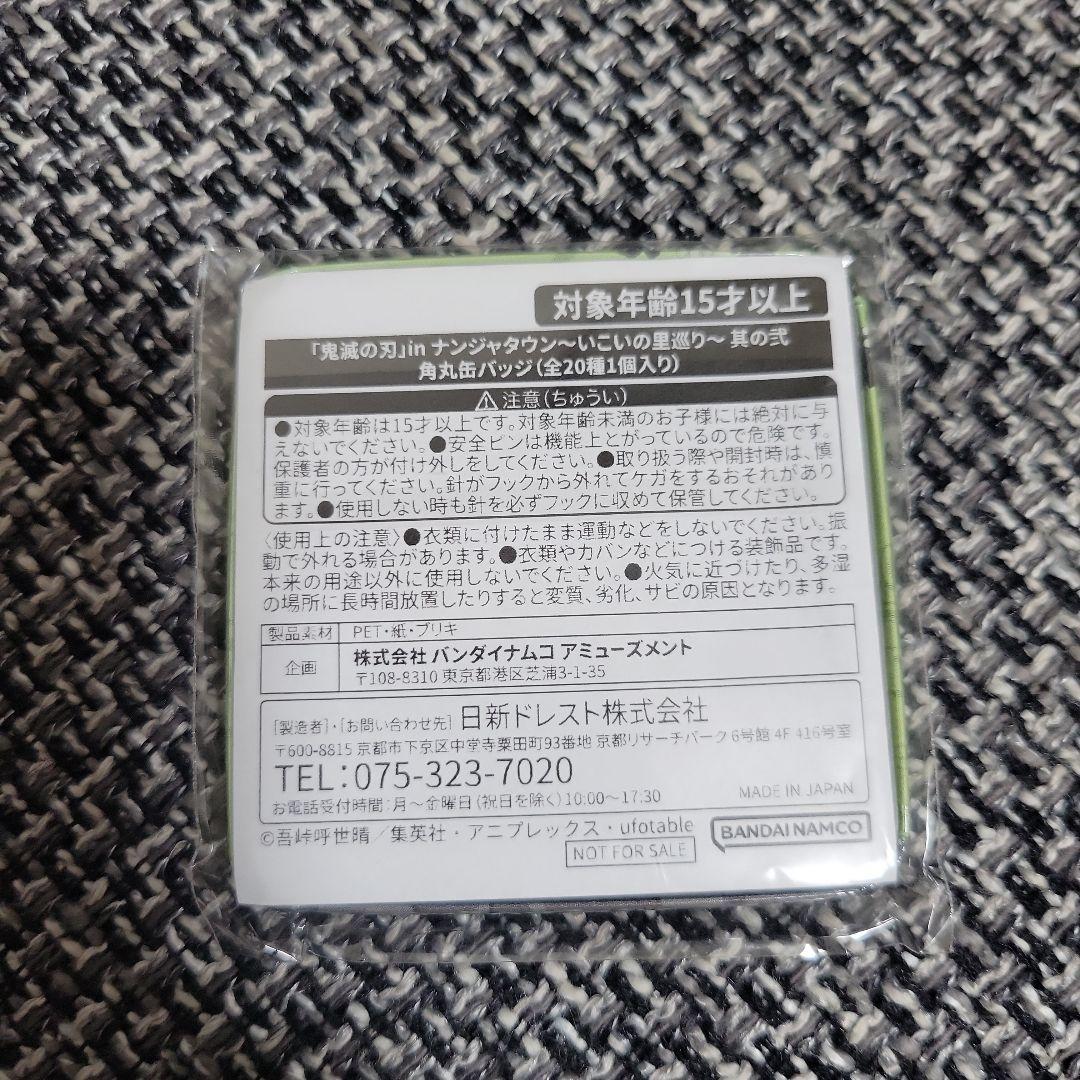 対象年齢15才以上
「鬼滅の刃」in ナンジャタウン～いこいの里巡り～ 其の弐
角丸缶バッジ（全20種1個入り）
⚠注意（ちゅうい）
●対象年齢は15才以上です。対象年齢未満のお子様には絶対に与
えないでください。●安全ピンは機能上とがっているので危険です。
保護者の方が付け外しをしてください。●取り扱う際や開封時は、慎
重に行ってください。針がフックから外れてケガをするおそれがあり
ます。●使用しない時も針を必ずフックに収めて保管してください。
〈使用上の注意〉●衣類に付けたまま運動などをしないでください。振
動で外れる場合があります。●衣類やカバンなどにつける装飾品です。
本来の用途以外に使用しないでください。●火気に近づけたり、多湿
の場所に長時間放置したりすると変質、劣化、サビの原因となります。
製品素材 PET・紙・ブリキ
企画 株式会社 バンダイナムコ アミューズメント
〒108-8310 東京都港区芝浦3-1-35
［製造者］・［お問い合わせ先］ 日新ドレスト株式会社
〒600-8815 京都市下京区中堂寺粟田町93番地 京都リサーチパーク 6号館 4F 416号室
TEL：075-323-7020
お電話受付時間：月～金曜日（祝日を除く）10:00～17:30
MADE IN JAPAN
©吾峠呼世晴／集英社・アニプレックス・ufotable
BANDAI NAMCO
NOT FOR SALE